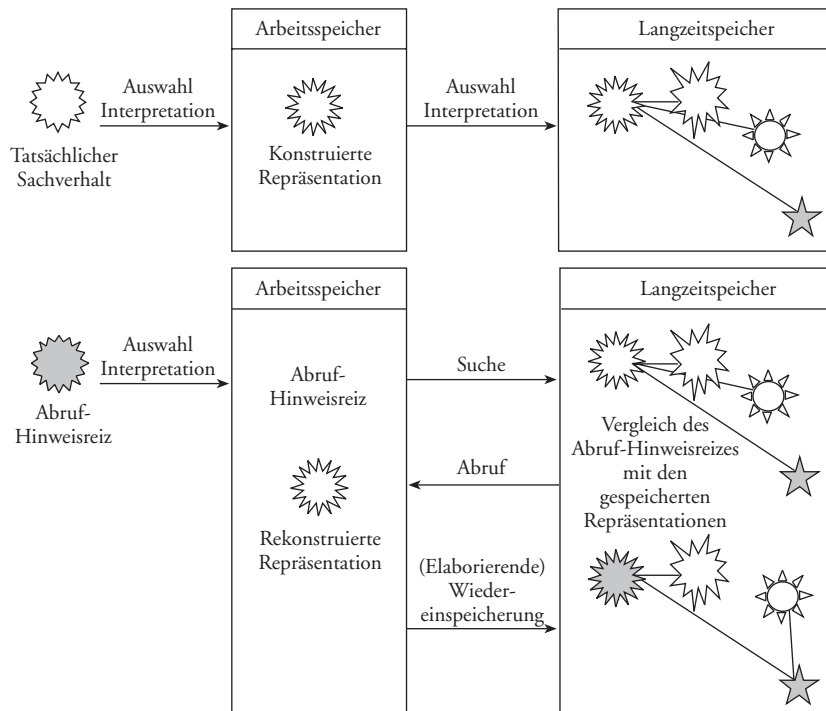 Arbeitsspeicher
Langzeitspeicher
Auswahl
Interpretation
Tatsächlicher
Sachverhalt
Konstruierte
Repräsentation
Auswahl
Interpretation
Arbeitsspeicher
Langzeitspeicher
Auswahl
Interpretation
Abruf-
Hinweisreiz
Abruf-
Hinweisreiz
Suche
Abruf
Rekonstruierte
Repräsentation
(Elaborierende)
Wieder-
einspeicherung
Vergleich des
Abruf-Hinweisreizes
mit den
gespeicherten
Repräsentationen